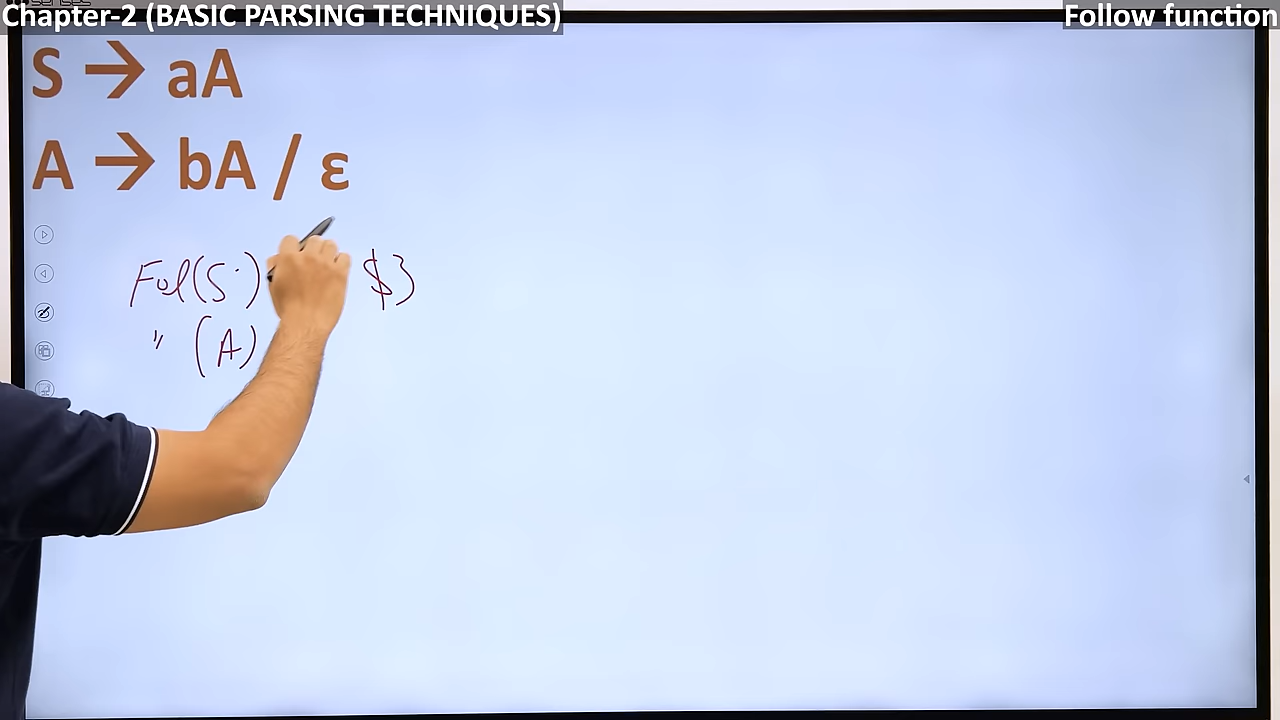 Chapter-2 (BASIC PARSING TECHNIQUES)
Follow function
S → aA
A → bA / ε
Fol(S) $}
" (A)